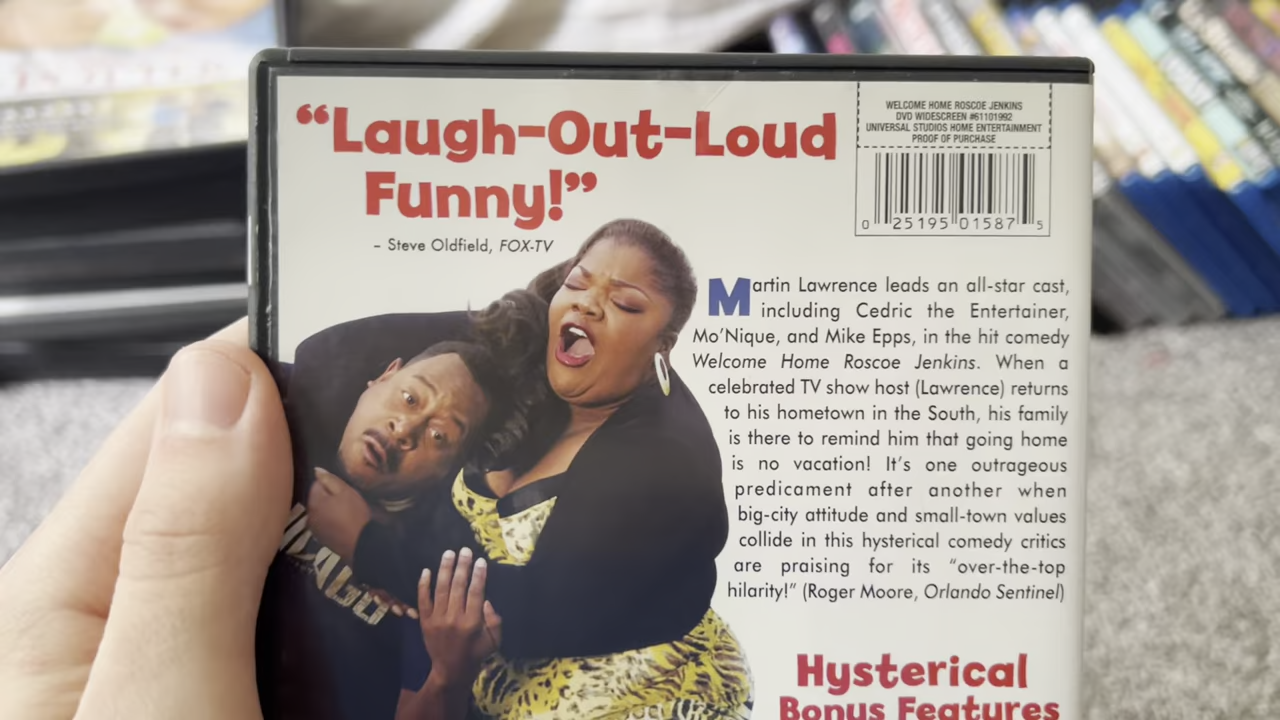 “Laugh-Out-Loud
Funny!”
– Steve Oldfield, FOX-TV
WELCOME HOME ROSCOE JENKINS
DVD WIDESCREEN #61101992
UNIVERSAL STUDIOS HOME ENTERTAINMENT
PROOF OF PURCHASE
0 25195 01587 5
Martin Lawrence leads an all-star cast,
including Cedric the Entertainer,
Mo’Nique, and Mike Epps, in the hit comedy
Welcome Home Roscoe Jenkins. When a
celebrated TV show host (Lawrence) returns
to his hometown in the South, his family
is there to remind him that going home
is no vacation! It’s one outrageous
predicament after another when
big-city attitude and small-town values
collide in this hysterical comedy critics
are praising for its “over-the-top
hilarity!” (Roger Moore, Orlando Sentinel)
Hysterical
Bonus Features